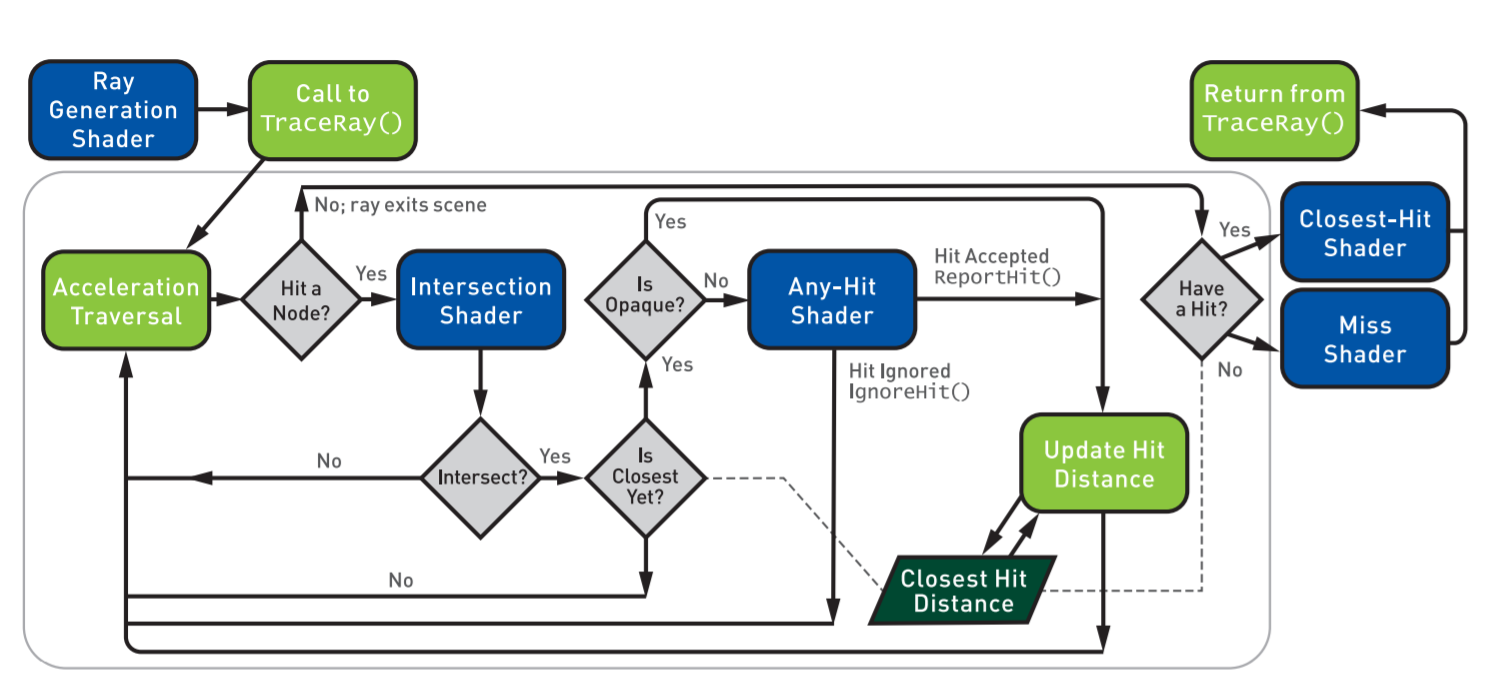 Ray
Generation
Shader
Call to
TraceRay()
Return from
TraceRay()
No; ray exits scene
Yes
Closest-Hit
Shader
Yes
Acceleration
Traversal
Hit a
Node?
Yes
Intersection
Shader
Is
Opaque?
No
Any-Hit
Shader
Hit Accepted
ReportHit()
Have
a Hit?
Miss
Shader
No
Yes
Hit Ignored
IgnoreHit()
No
Intersect?
Yes
Is
Closest
Yet?
Update Hit
Distance
No
Closest Hit
Distance